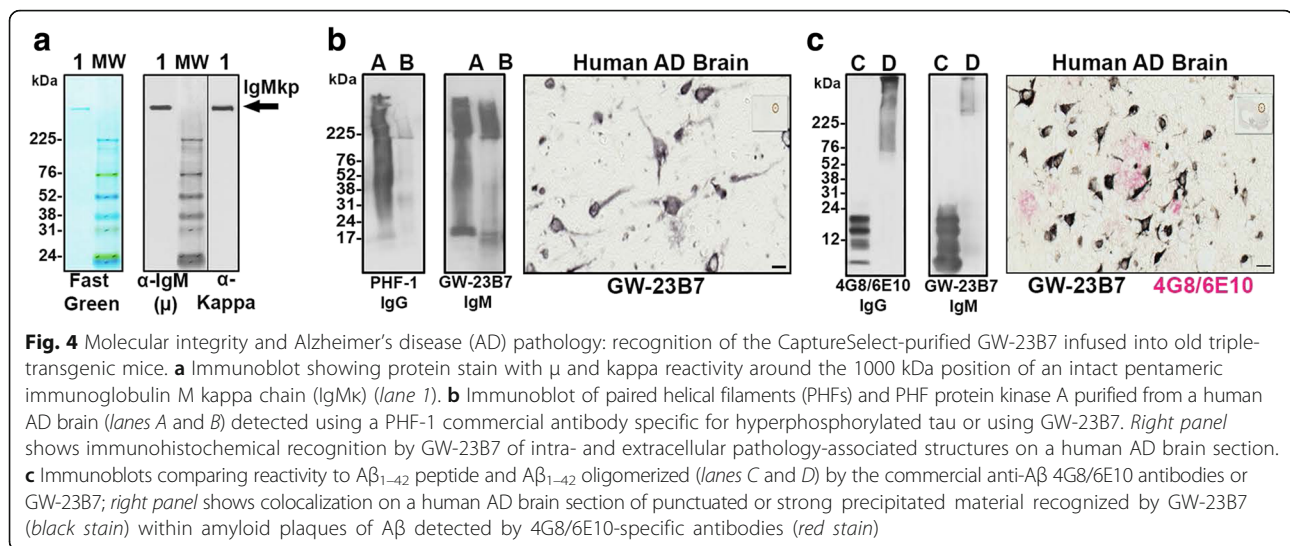 a
b
c
1 MW 1
kDa
225-
76-
52-
38-
31-
24-
IgMkp
Fast Green
α-IgM (µ)
α-Kappa
A B A B
kDa
225-
76-
52-
38-
31-
24-
17-
PHF-1 IgG
GW-23B7 IgM
Human AD Brain
GW-23B7
C D C D
kDa
225-
76-
52-
38-
31-
24-
12-
4G8/6E10 IgG
GW-23B7 IgM
Human AD Brain
GW-23B7 4G8/6E10
Fig. 4 Molecular integrity and Alzheimer's disease (AD) pathology: recognition of the CaptureSelect-purified GW-23B7 infused into old triple-
transgenic mice. a Immunoblot showing protein stain with μ and kappa reactivity around the 1000 kDa position of an intact pentameric
immunoglobulin M kappa chain (IgMκ) (lane 1). b Immunoblot of paired helical filaments (PHFs) and PHF protein kinase A purified from a human
AD brain (lanes A and B) detected using a PHF-1 commercial antibody specific for hyperphosphorylated tau or using GW-23B7. Right panel
shows immunohistochemical recognition by GW-23B7 of intra- and extracellular pathology-associated structures on a human AD brain section.
c Immunoblots comparing reactivity to Aβ1–42 peptide and Aβ1–42 oligomerized (lanes C and D) by the commercial anti-Aβ 4G8/6E10 antibodies or
GW-23B7; right panel shows colocalization on a human AD brain section of punctuated or strong precipitated material recognized by GW-23B7
(black stain) within amyloid plaques of Aβ detected by 4G8/6E10-specific antibodies (red stain)